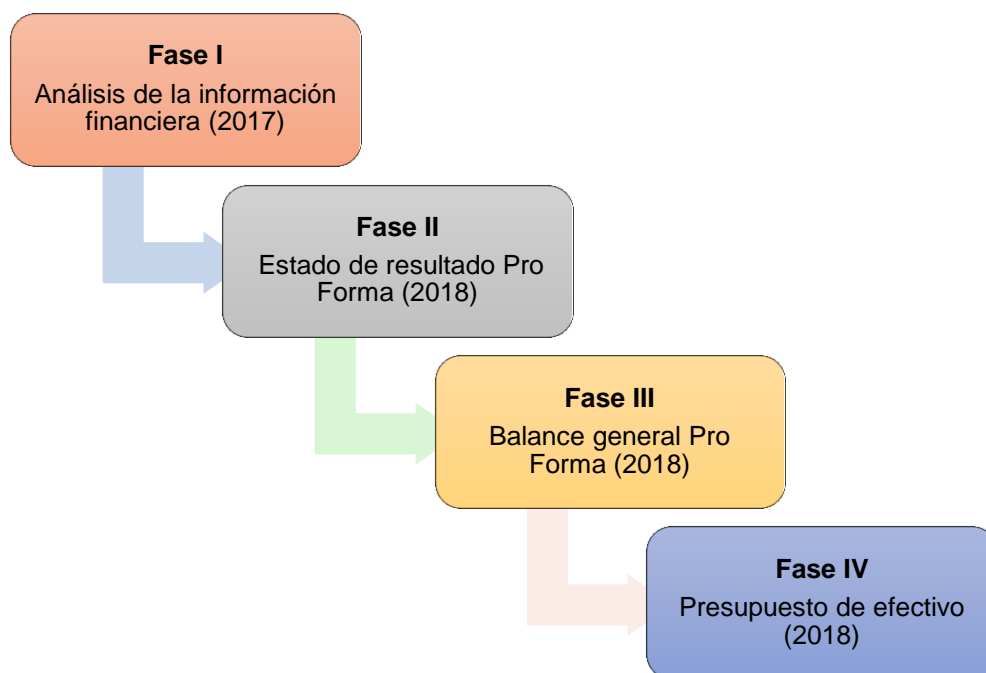 Fase I
Análisis de la información
financiera (2017)
Fase II
Estado de resultado Pro
Forma (2018)
Fase III
Balance general Pro
Forma (2018)
Fase IV
Presupuesto de efectivo
(2018)